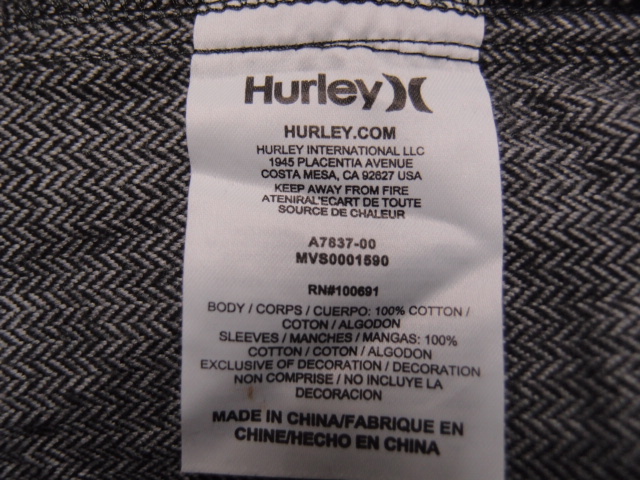 Hurley
HURLEY.COM
HURLEY INTERNATIONAL LLC
1945 PLACENTIA AVENUE
COSTA MESA, CA 92627 USA
KEEP AWAY FROM FIRE
ATENIRAL'ECART DE TOUTE
SOURCE DE CHALEUR
A7837-00
MVS0001590
RN#100691
BODY / CORPS / CUERPO: 100% COTTON /
COTON / ALGODON
SLEEVES / MANCHES / MANGAS: 100%
COTTON / COTON / ALGODON
EXCLUSIVE OF DECORATION / DECORATION
NON COMPRISE / NO INCLUYE LA
DECORACION
MADE IN CHINA/FABRIQUE EN
CHINE/HECHO EN CHINA